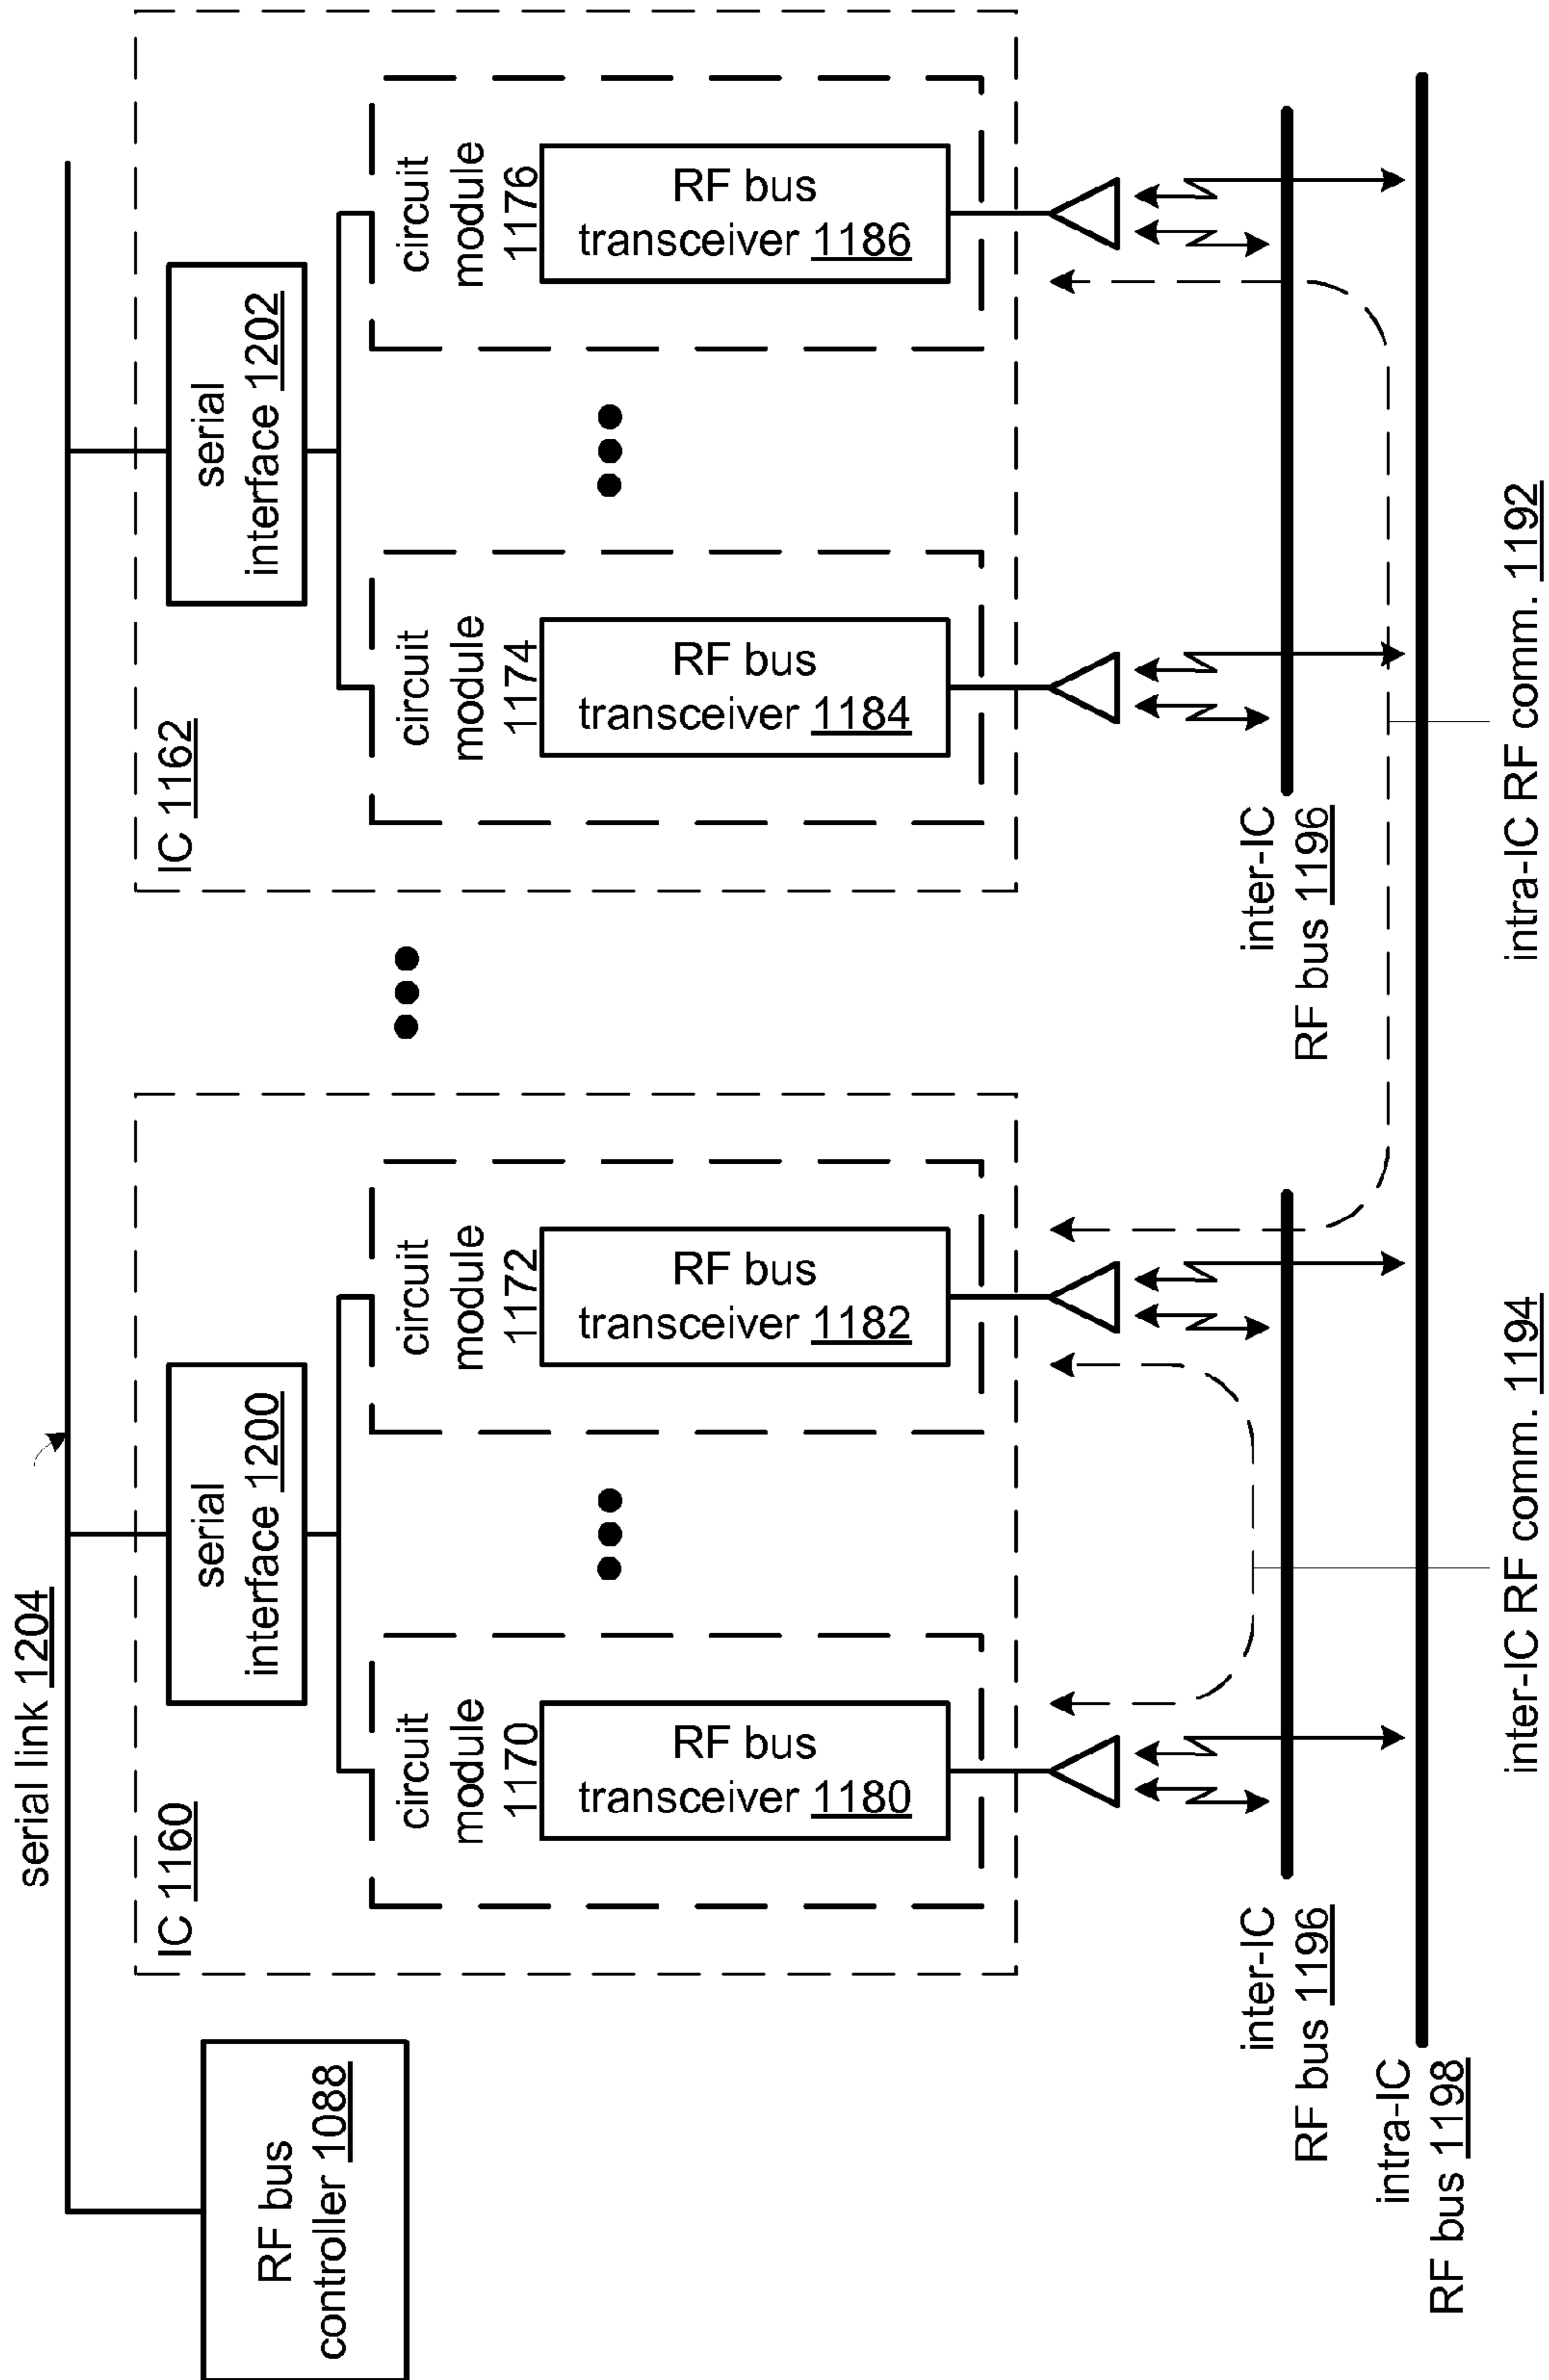 serial link 1204
RF bus
controller 1088
IC 1160
serial
interface 1200
circuit
module
1170
RF bus
transceiver 1180
circuit
module
1172
RF bus
transceiver 1182
IC 1162
serial
interface 1202
circuit
module
1174
RF bus
transceiver 1184
circuit
module
1176
RF bus
transceiver 1186
inter-IC
RF bus 1196
inter-IC
RF bus 1196
intra-IC
RF bus 1198
inter-IC RF comm. 1194
intra-IC RF comm. 1192